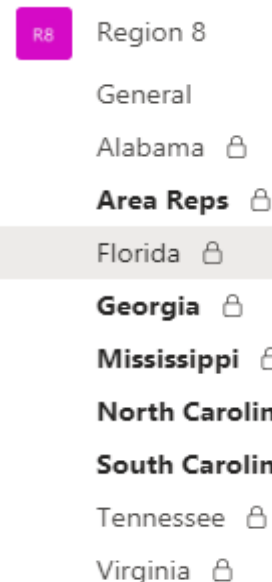 R8 Region 8
General
Alabama
Area Reps
Florida
Georgia
Mississippi
North Carolin
South Carolin
Tennessee
Virginia